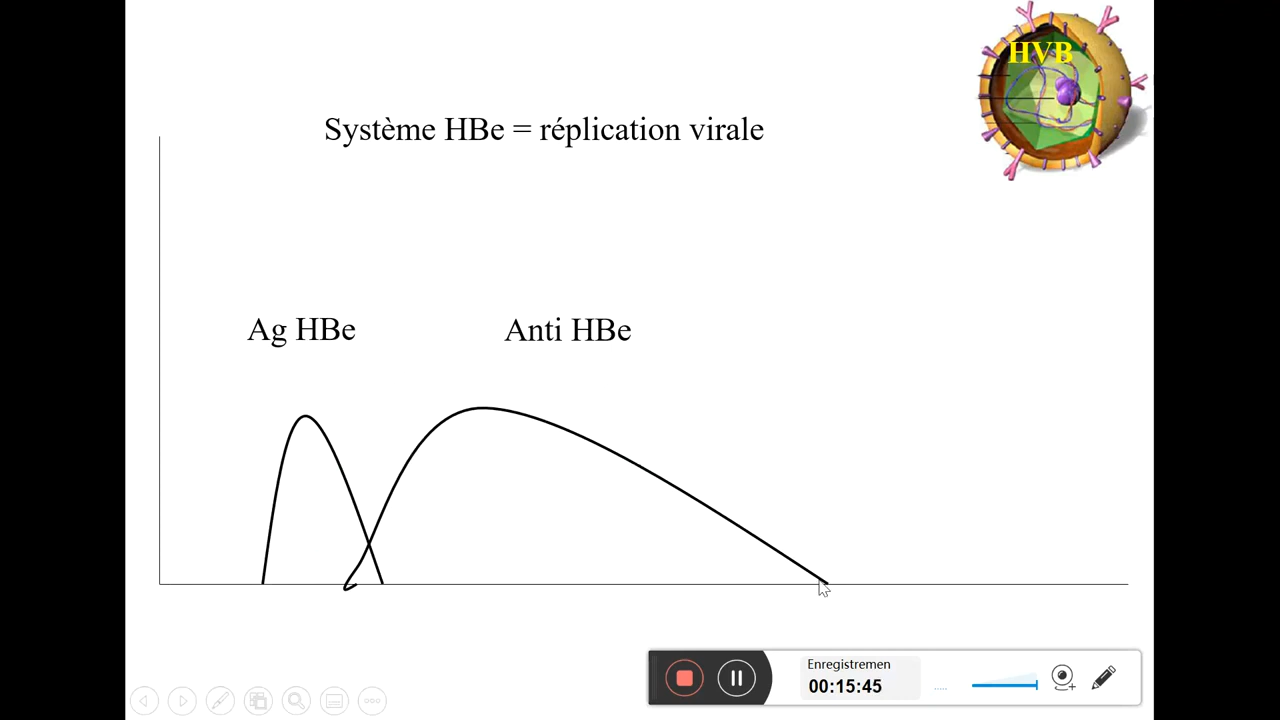 HVB
Système HBe = réplication virale
Ag HBe
Anti HBe
Enregistremen
00:15:45